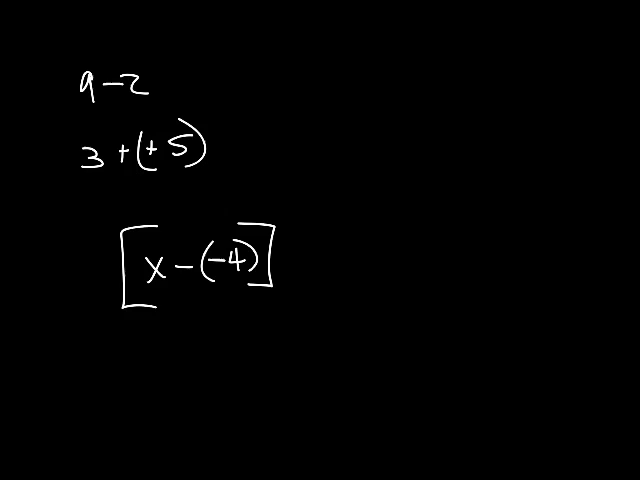 9 - 2
3 + (+ 5)
[x - (-4)]